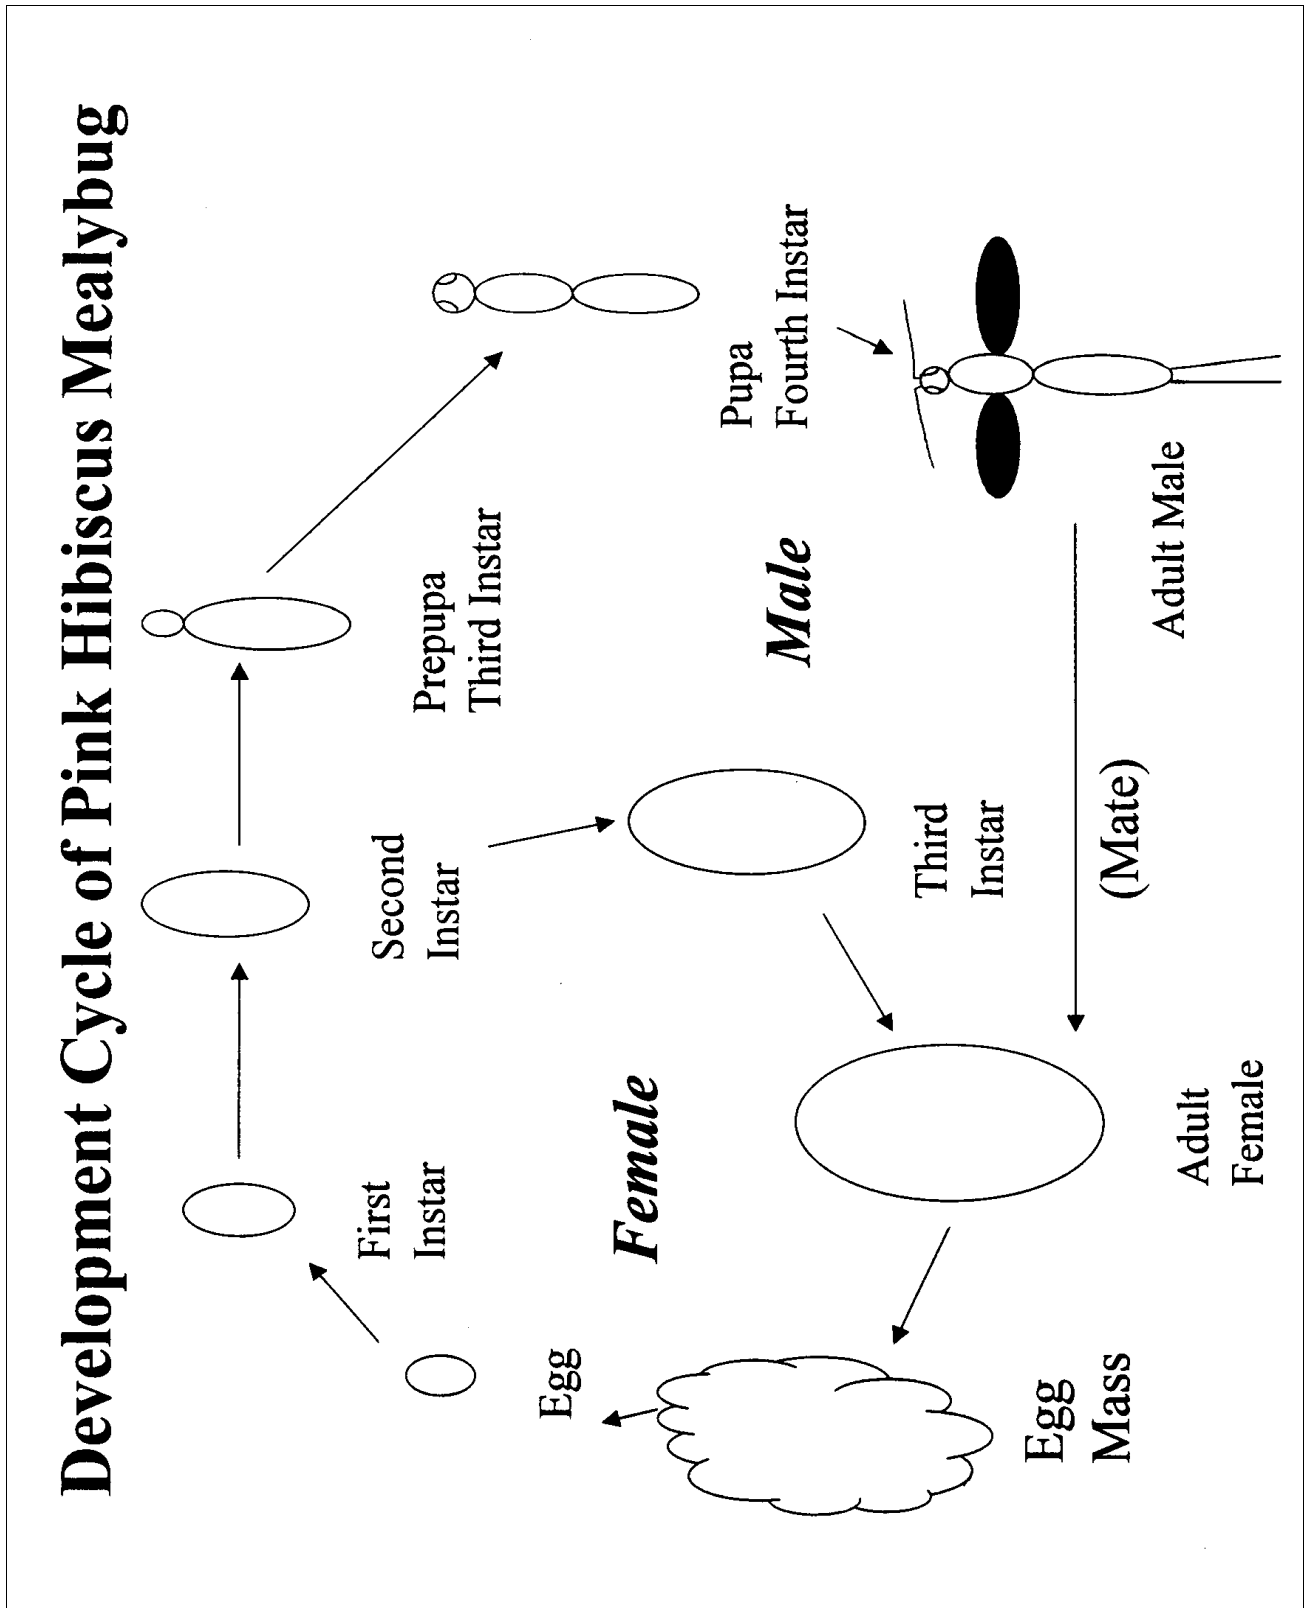 Development Cycle of Pink Hibiscus Mealybug
First
Instar
Second
Instar
Prepupa
Third Instar
Pupa
Fourth Instar
Egg
Female
Male
Third
Instar
Egg
Mass
Adult
Female
(Mate)
Adult Male